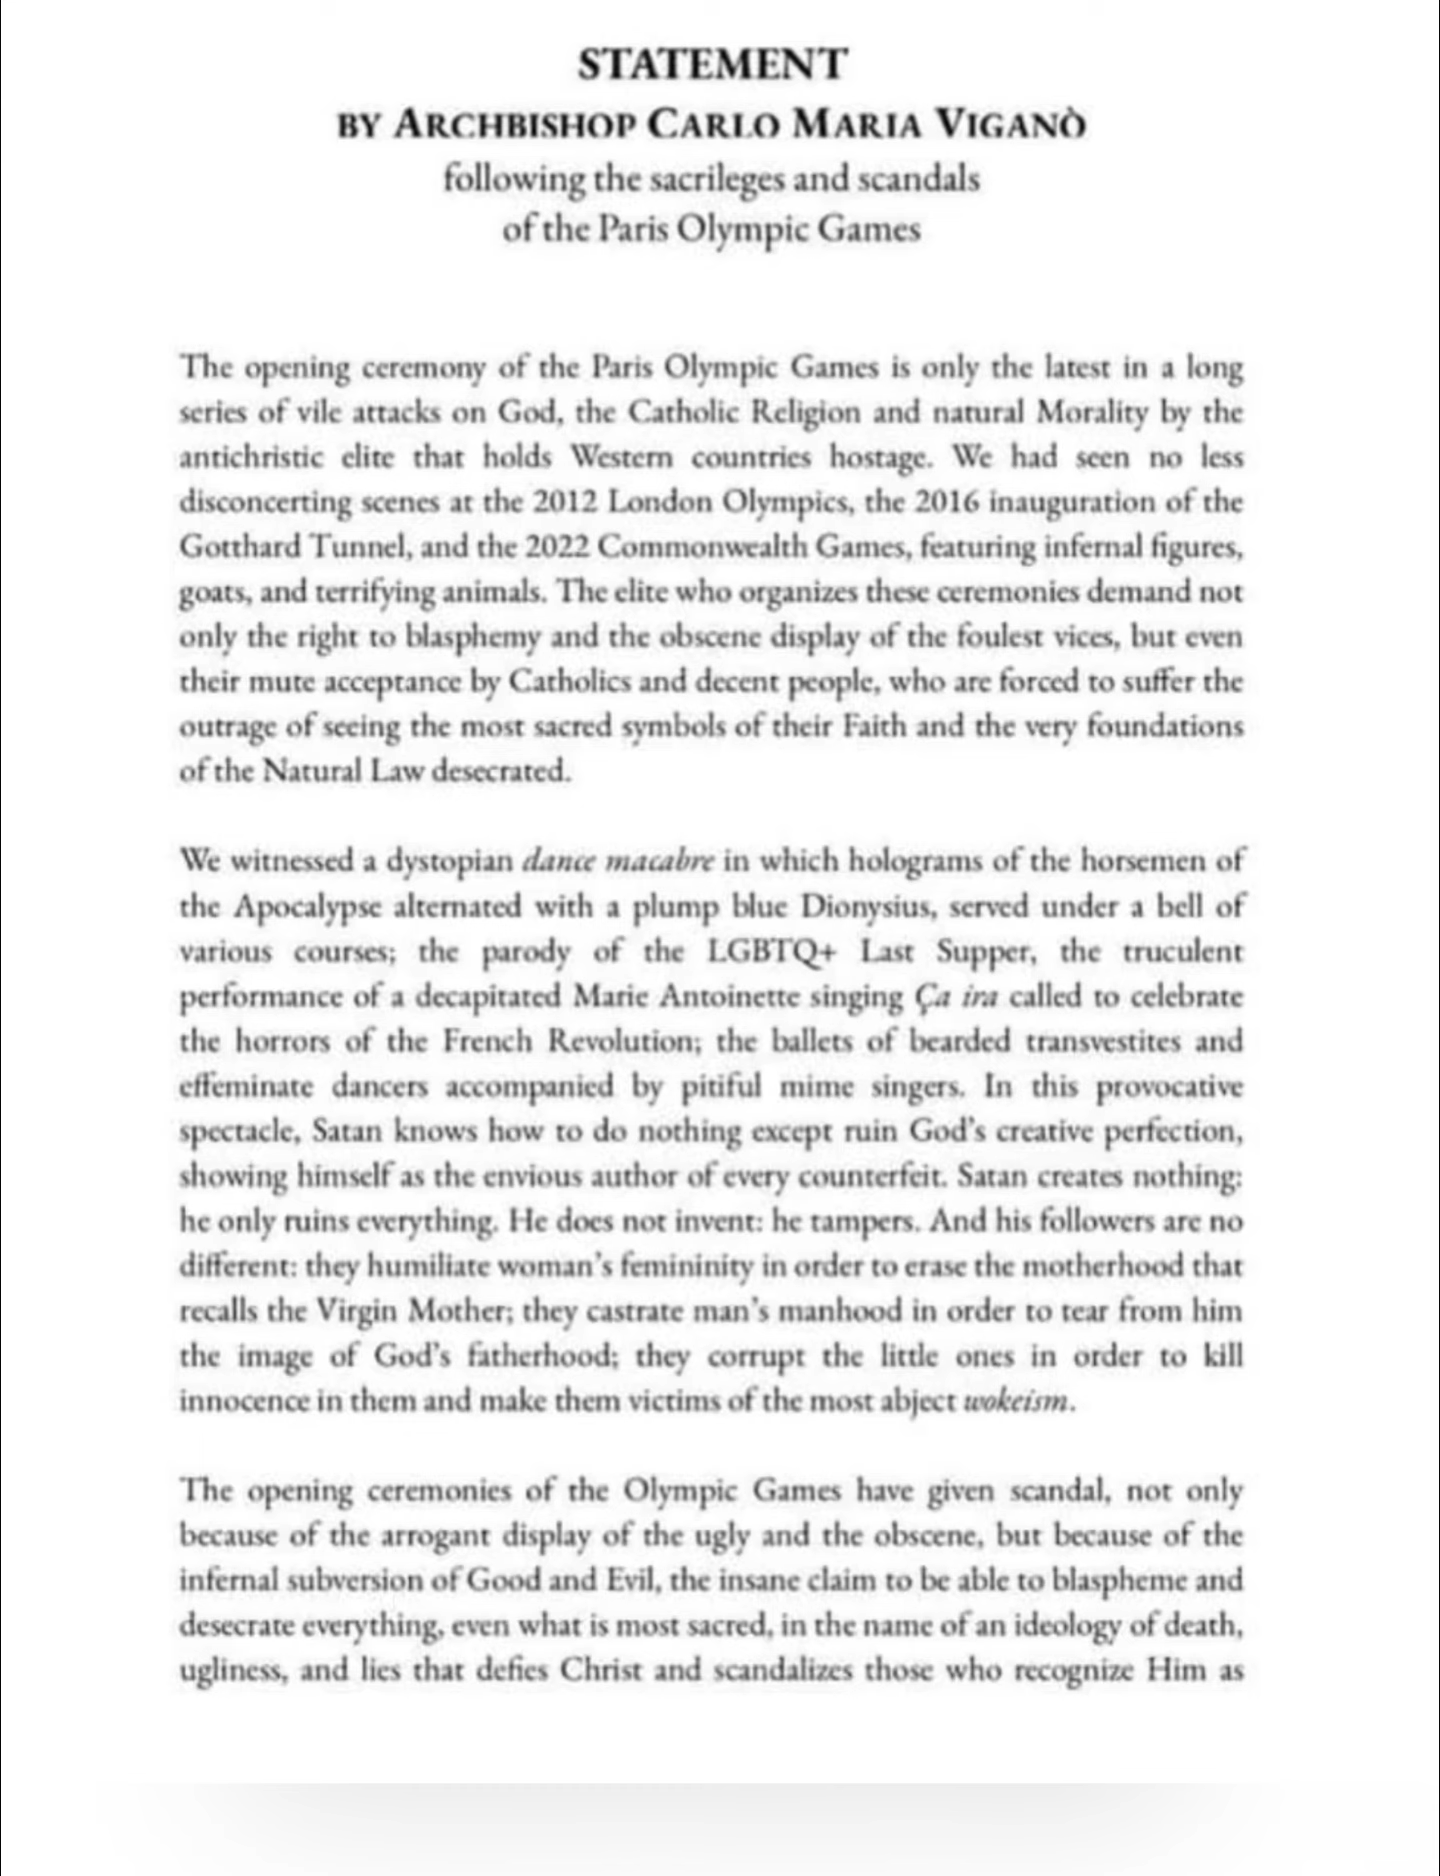 STATEMENT
BY ARCHBISHOP CARLO MARIA VIGANÒ
following the sacrileges and scandals
of the Paris Olympic Games
The opening ceremony of the Paris Olympic Games is only the latest in a long
series of vile attacks on God, the Catholic Religion and natural Morality by the
antichristic elite that holds Western countries hostage. We had seen no less
disconcerting scenes at the 2012 London Olympics, the 2016 inauguration of the
Gotthard Tunnel, and the 2022 Commonwealth Games, featuring infernal figures,
goats, and terrifying animals. The elite who organizes these ceremonies demand not
only the right to blasphemy and the obscene display of the foulest vices, but even
their mute acceptance by Catholics and decent people, who are forced to suffer the
outrage of seeing the most sacred symbols of their Faith and the very foundations
of the Natural Law desecrated.
We witnessed a dystopian dance macabre in which holograms of the horsemen of
the Apocalypse alternated with a plump blue Dionysius, served under a bell of
various courses; the parody of the LGBTQ+ Last Supper, the truculent
performance of a decapitated Marie Antoinette singing Ça ira called to celebrate
the horrors of the French Revolution; the ballets of bearded transvestites and
effeminate dancers accompanied by pitiful mime singers. In this provocative
spectacle, Satan knows how to do nothing except ruin God's creative perfection,
showing himself as the envious author of every counterfeit. Satan creates nothing:
he only ruins everything. He does not invent: he tampers. And his followers are no
different: they humiliate woman's femininity in order to erase the motherhood that
recalls the Virgin Mother; they castrate man's manhood in order to tear from him
the image of God's fatherhood; they corrupt the little ones in order to kill
innocence in them and make them victims of the most abject wokeism.
The opening ceremonies of the Olympic Games have given scandal, not only
because of the arrogant display of the ugly and the obscene, but because of the
infernal subversion of Good and Evil, the insane claim to be able to blaspheme and
desecrate everything, even what is most sacred, in the name of an ideology of death,
ugliness, and lies that defies Christ and scandalizes those who recognize Him as